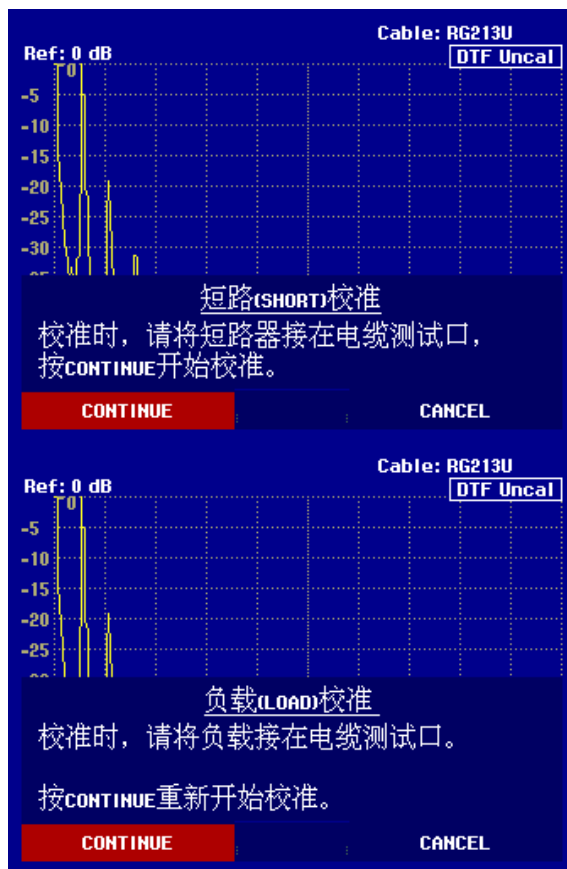 Cable: RG213U
Ref: 0 dB
DTF Uncal
0
-5
-10
-15
-20
-25
-30
短路(SHORT)校准
校准时，请将短路器接在电缆测试口，
按CONTINUE开始校准。
CONTINUE
CANCEL
Cable: RG213U
Ref: 0 dB
DTF Uncal
0
-5
-10
-15
-20
-25
负载(LOAD)校准
校准时，请将负载接在电缆测试口。
按CONTINUE重新开始校准。
CONTINUE
CANCEL